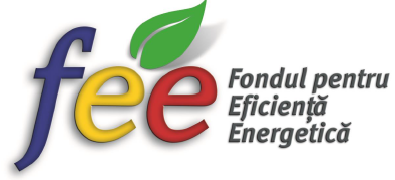 fee
Fondul pentru
Eficiență
Energetică